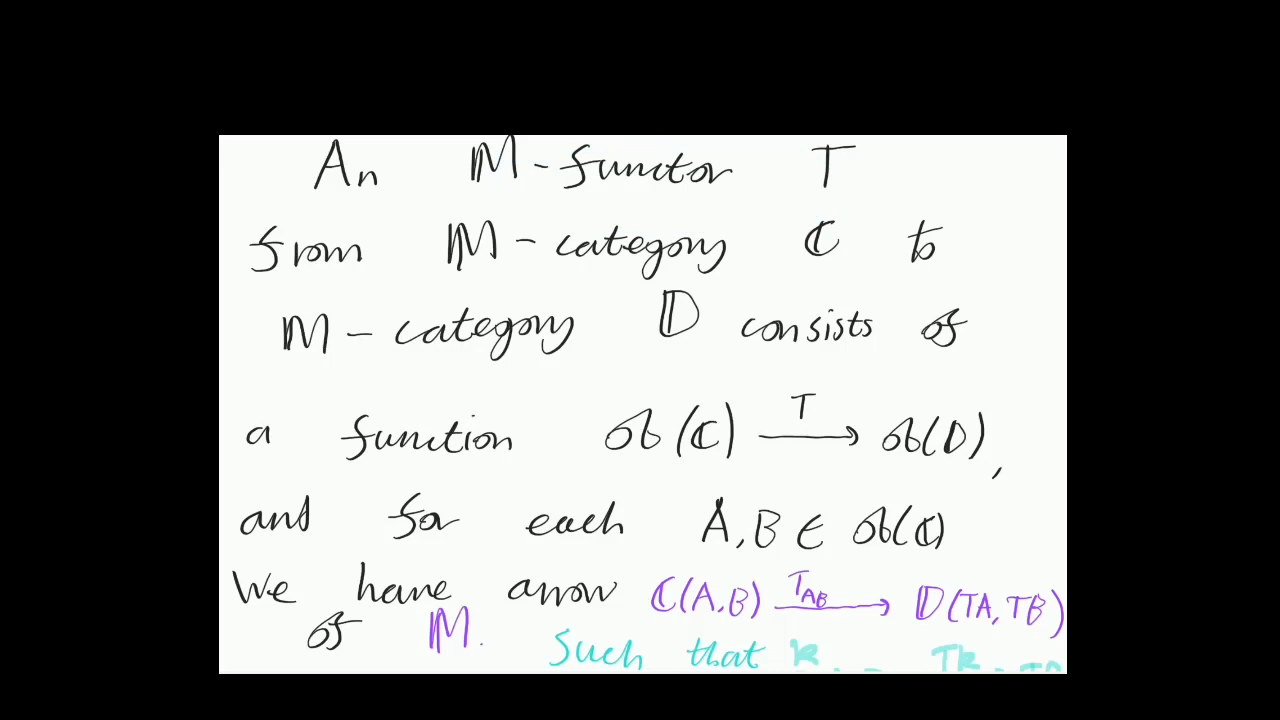 An 𝕄-functor T
from 𝕄-category ℂ to
𝕄-category 𝔻 consists of
a function ob(ℂ) →T ob(𝔻),
and for each A,B ∈ ob(ℂ)
We have arrow ℂ(A,B) →T_AB 𝔻(TA,TB)
of 𝕄. Such that